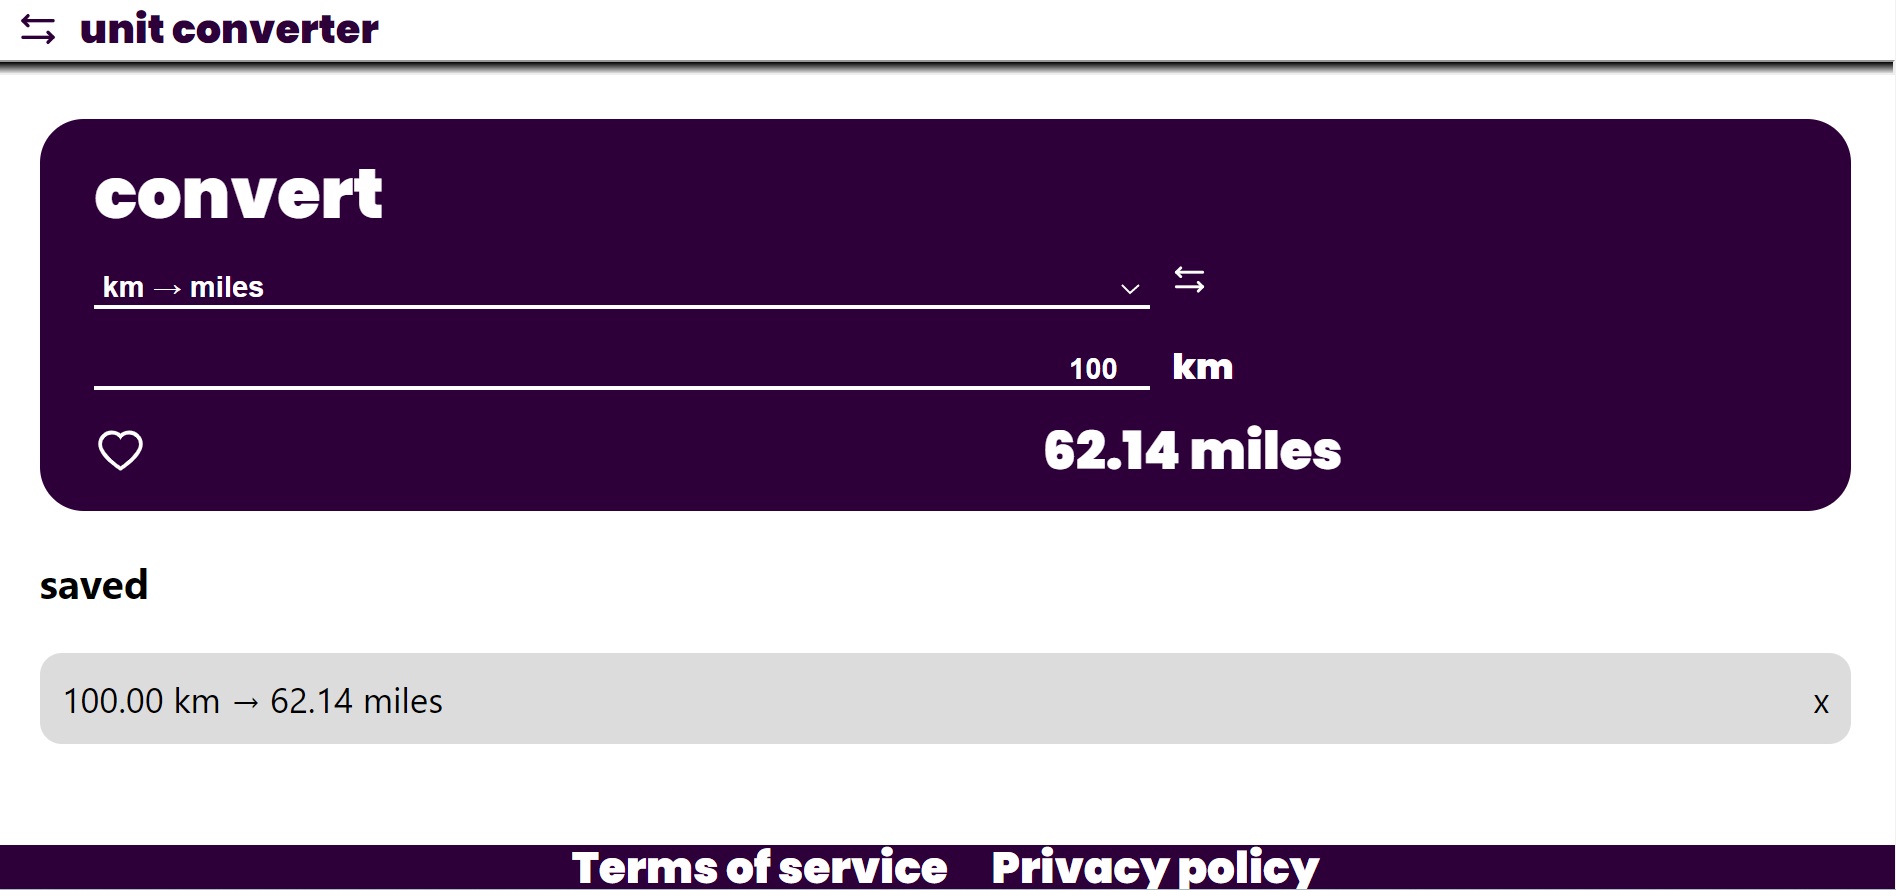 unit converter
convert
km → miles
100 km
62.14 miles
saved
100.00 km → 62.14 miles x
Terms of service Privacy policy